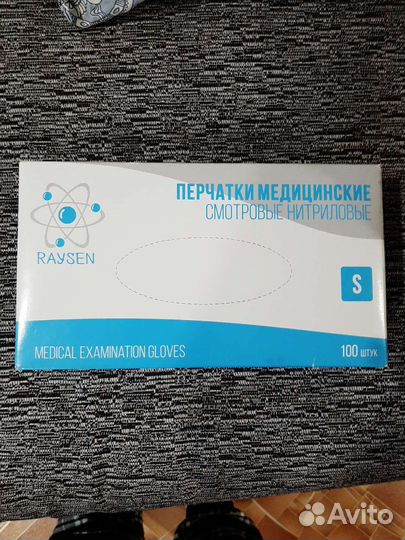 ПЕРЧАТКИ МЕДИЦИНСКИЕ
СМОТРОВЫЕ НИТРИЛОВЫЕ
RAYSEN
S
MEDICAL EXAMINATION GLOVES
100 ШТУК
Avito